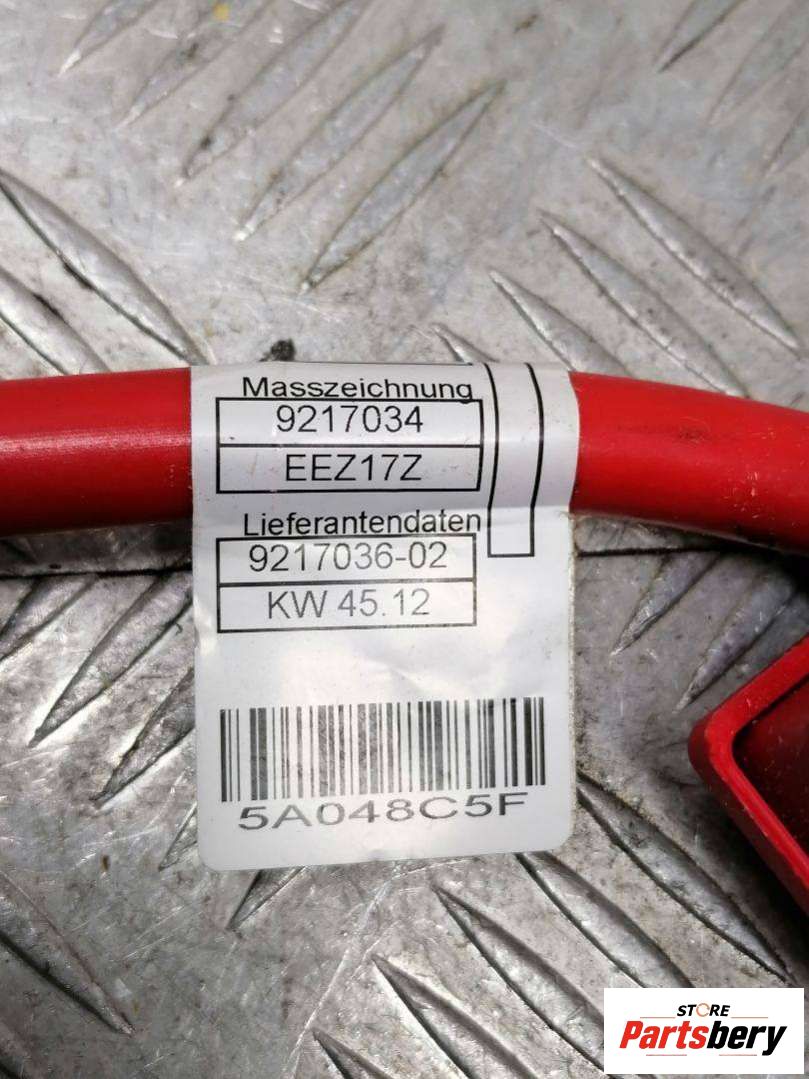 Masszeichnung
9217034
EEZ17Z
Lieferantendaten
9217036-02
KW 45.12
5A048C5F
STORE
Partsbery